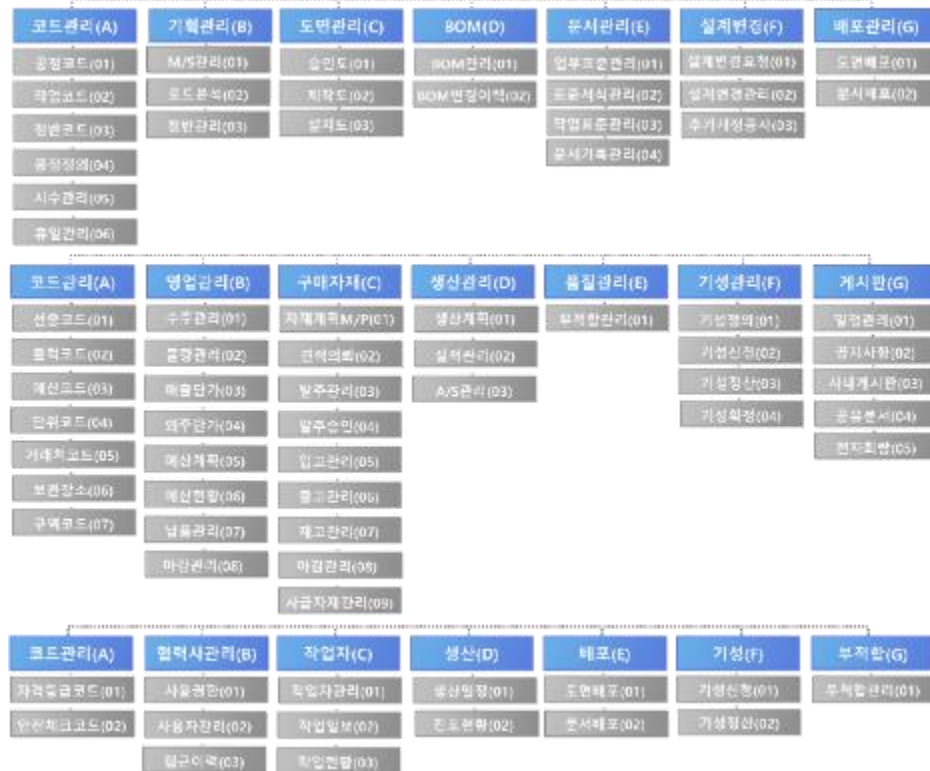 코드관리(A) 기획관리(B) 도면관리(C) BOM(D) 문서관리(E) 설계변경(F) 배포관리(G)
공정코드(01) M/S관리(01) 승인도(01) BOM관리(01) 업무표준관리(01) 설계변경요청(01) 도면배포(01)
작업코드(02) 로드분석(02) 제작도(02) BOM변경이력(02) 표준서식관리(02) 설계변경관리(02) 문서배포(02)
정반코드(03) 정반관리(03) 설치도(03) 작업표준관리(03) 추가재정공사(03)
공정정의(04) 문서기록관리(04)
시수관리(05)
휴일관리(06)
코드관리(A) 영업관리(B) 구매자재(C) 생산관리(D) 품질관리(E) 기성관리(F) 게시판(G)
선종코드(01) 수주관리(01) 자재계획M/P(01) 생산계획(01) 부적합관리(01) 기성정의(01) 일정관리(01)
블럭코드(02) 물량관리(02) 견적의뢰(02) 실적관리(02) 기성신청(02) 공지사항(02)
예산코드(03) 매출단가(03) 발주관리(03) A/S관리(03) 기성정산(03) 사내게시판(03)
단위코드(04) 외주단가(04) 발주승인(04) 기성확정(04) 공유문서(04)
거래처코드(05) 예산계획(05) 입고관리(05) 전자회람(05)
보관장소(06) 예산현황(06) 출고관리(06)
구역코드(07) 납품관리(07) 재고관리(07)
마감관리(08) 마감관리(08)
사급자재관리(09)
코드관리(A) 협력사관리(B) 작업자(C) 생산(D) 배포(E) 기성(F) 부적합(G)
자격등급코드(01) 사용권한(01) 작업자관리(01) 생산일정(01) 도면배포(01) 기성신청(01) 부적합관리(01)
안전체크코드(02) 사용자관리(02) 작업일보(02) 진도현황(02) 문서배포(02) 기성정산(02)
접근이력(03) 작업현황(03)